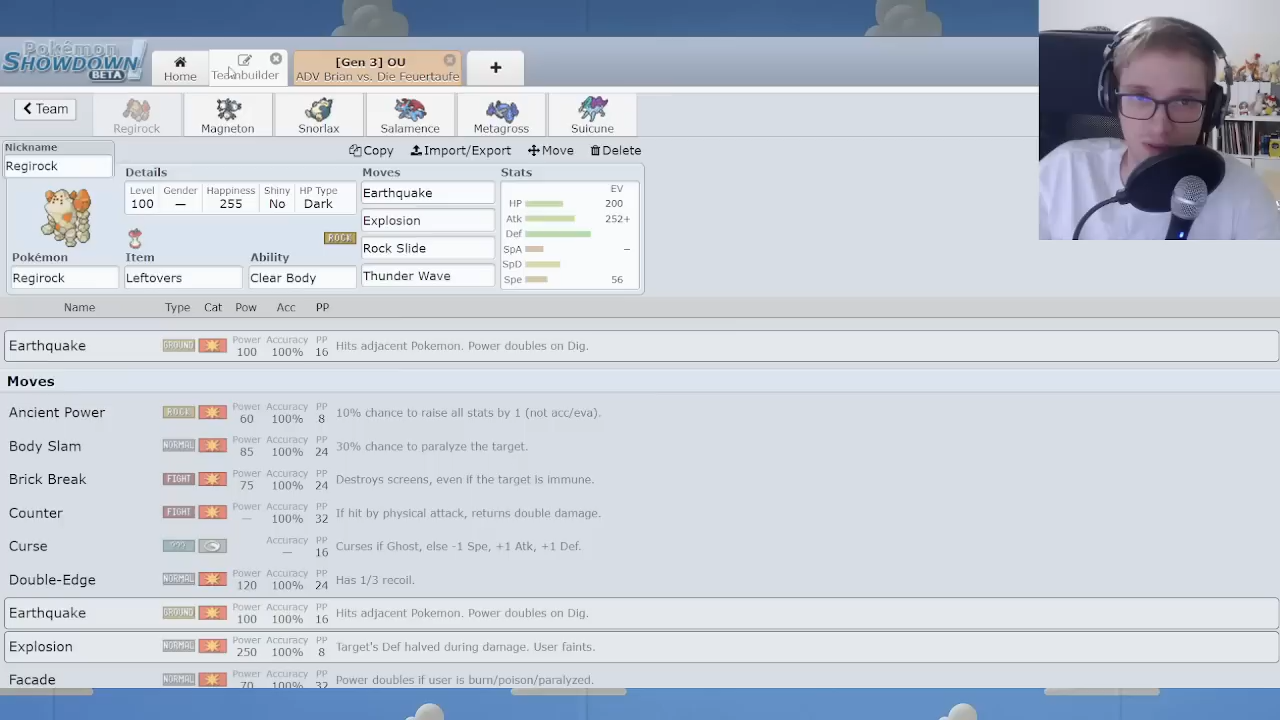 Pokémon
SHOWDOWN!
BETA
Home
Teambuilder
[Gen 3] OU
ADV Brian vs. Die Feuertaufe
+
Team
Regirock
Magneton
Snorlax
Salamence
Metagross
Suicune
Copy
Import/Export
Move
Delete
Nickname
Regirock
Details
Level
100
Gender
—
Happiness
255
Shiny
No
HP Type
Dark
ROCK
Pokémon
Regirock
Item
Leftovers
Ability
Clear Body
Moves
Earthquake
Explosion
Rock Slide
Thunder Wave
Stats
EV
HP 200
Atk 252+
Def
SpA –
SpD
Spe 56
Name Type Cat Pow Acc PP
Earthquake GROUND Power 100 Accuracy 100% PP 16 Hits adjacent Pokemon. Power doubles on Dig.
Moves
Ancient Power ROCK Power 60 Accuracy 100% PP 8 10% chance to raise all stats by 1 (not acc/eva).
Body Slam NORMAL Power 85 Accuracy 100% PP 24 30% chance to paralyze the target.
Brick Break FIGHT Power 75 Accuracy 100% PP 24 Destroys screens, even if the target is immune.
Counter FIGHT Power — Accuracy 100% PP 32 If hit by physical attack, returns double damage.
Curse ??? Accuracy — PP 16 Curses if Ghost, else -1 Spe, +1 Atk, +1 Def.
Double-Edge NORMAL Power 120 Accuracy 100% PP 24 Has 1/3 recoil.
Earthquake GROUND Power 100 Accuracy 100% PP 16 Hits adjacent Pokemon. Power doubles on Dig.
Explosion NORMAL Power 250 Accuracy 100% PP 8 Target's Def halved during damage. User faints.
Facade NORMAL Power 70 Accuracy 100% PP 32 Power doubles if user is burn/poison/paralyzed.